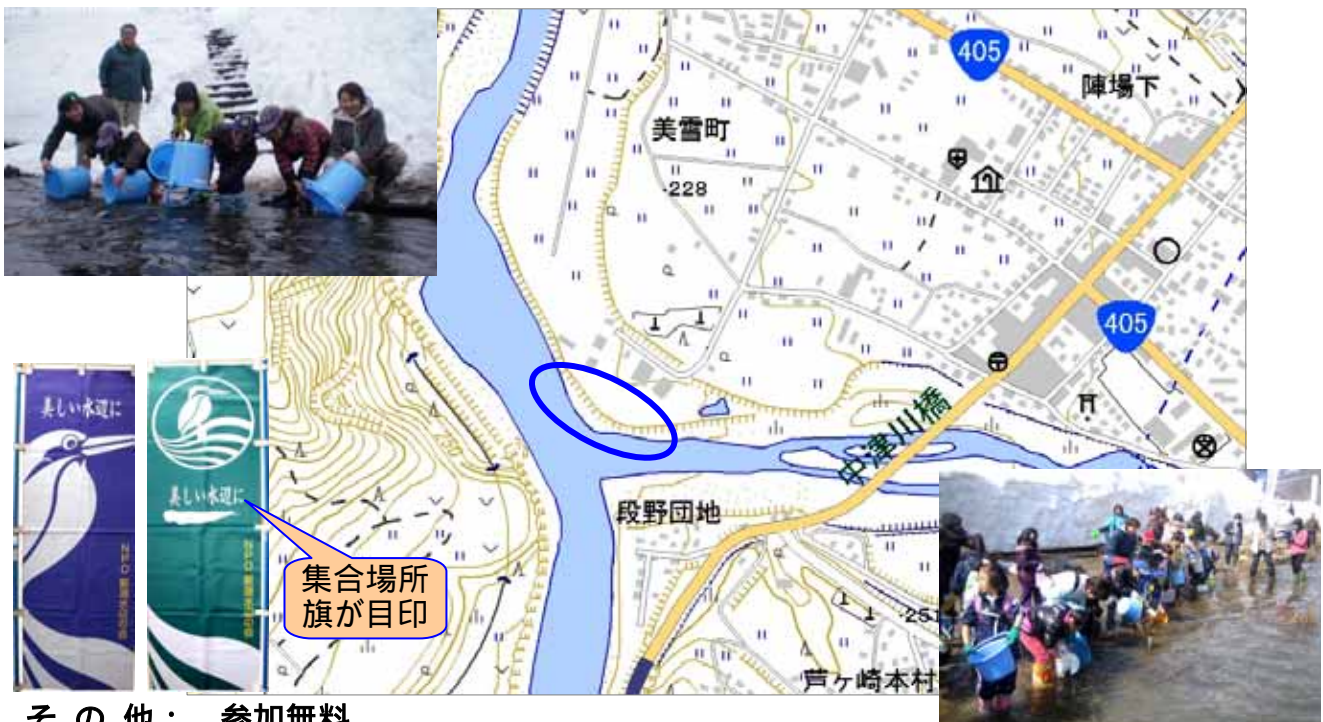 405
陣場下
美雪町
228
405
中津川橋
段野団地
250
251
芦ヶ崎本村
美しい水辺に
美しい水辺に
集合場所
旗が目印
そ の 他 ： 参加無料